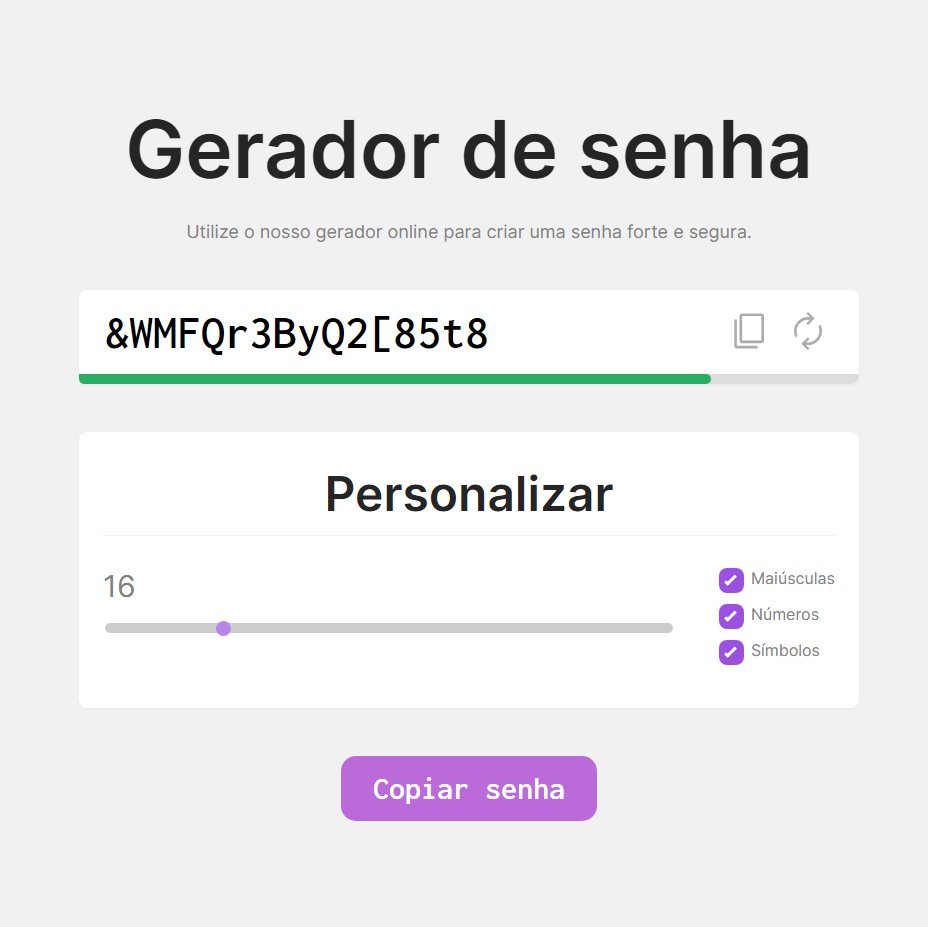 Gerador de senha
Utilize o nosso gerador online para criar uma senha forte e segura.
&WMFQr3ByQ2[85t8
Personalizar
16
Maiúsculas
Números
Símbolos
Copiar senha